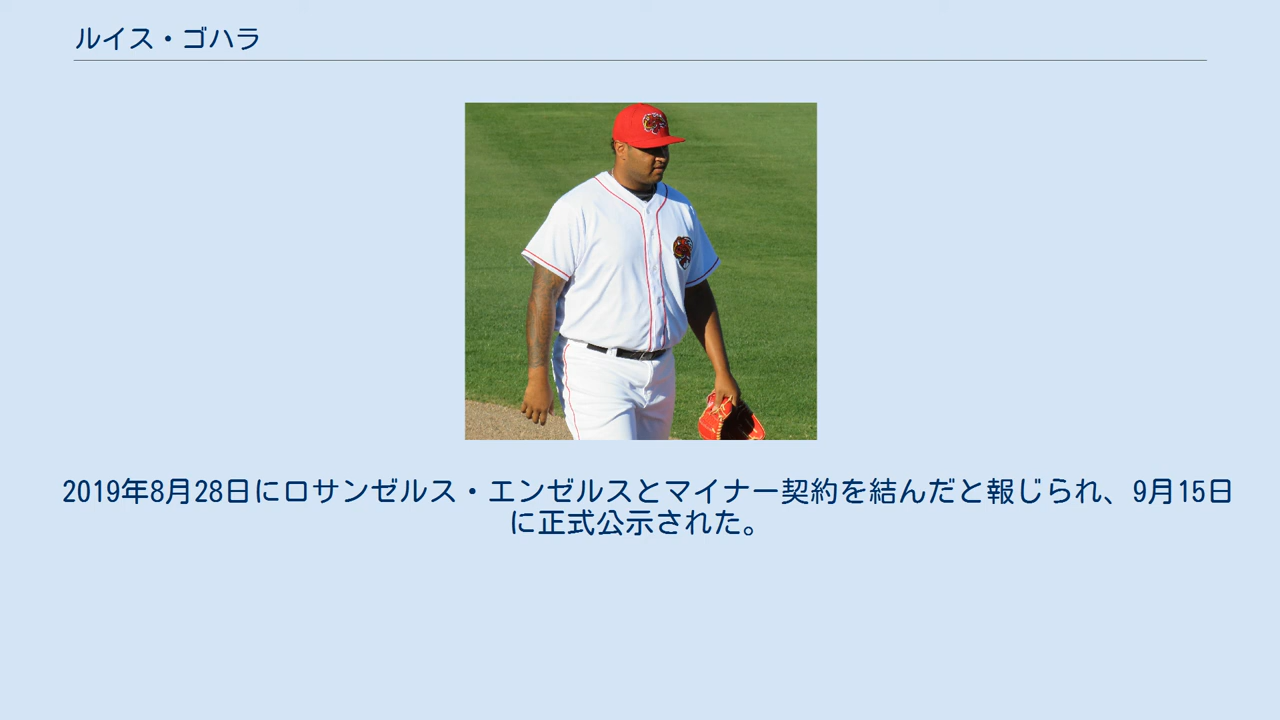 ルイス・ゴハラ
2019年8月28日にロサンゼルス・エンゼルスとマイナー契約を結んだと報じられ、9月15日
に正式公示された。